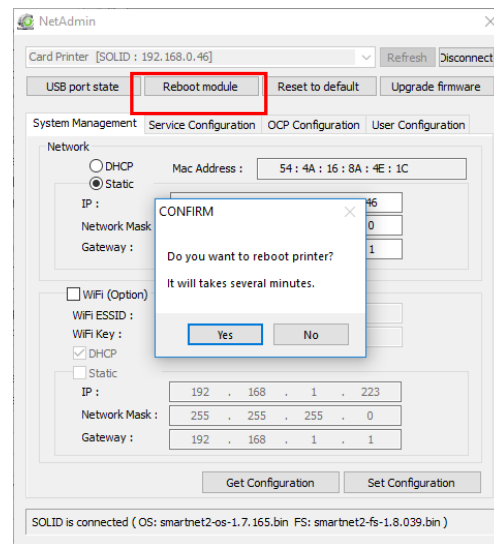 NetAdmin
Card Printer [SOLID : 192.168.0.46]
Refresh
Disconnect
USB port state
Reboot module
Reset to default
Upgrade firmware
System Management
Service Configuration
OCP Configuration
User Configuration
Network
DHCP
Mac Address :
54 : 4A : 16 : 8A : 4E : 1C
Static
IP :
46
Network Mask
0
Gateway :
1
CONFIRM
Do you want to reboot printer?
It will takes several minutes.
Yes
No
WiFi (Option)
WiFi ESSID :
WiFi Key :
DHCP
Static
IP :
192 . 168 . 1 . 223
Network Mask :
255 . 255 . 255 . 0
Gateway :
192 . 168 . 1 . 1
Get Configuration
Set Configuration
SOLID is connected ( OS: smartnet2-os-1.7.165.bin FS: smartnet2-fs-1.8.039.bin )